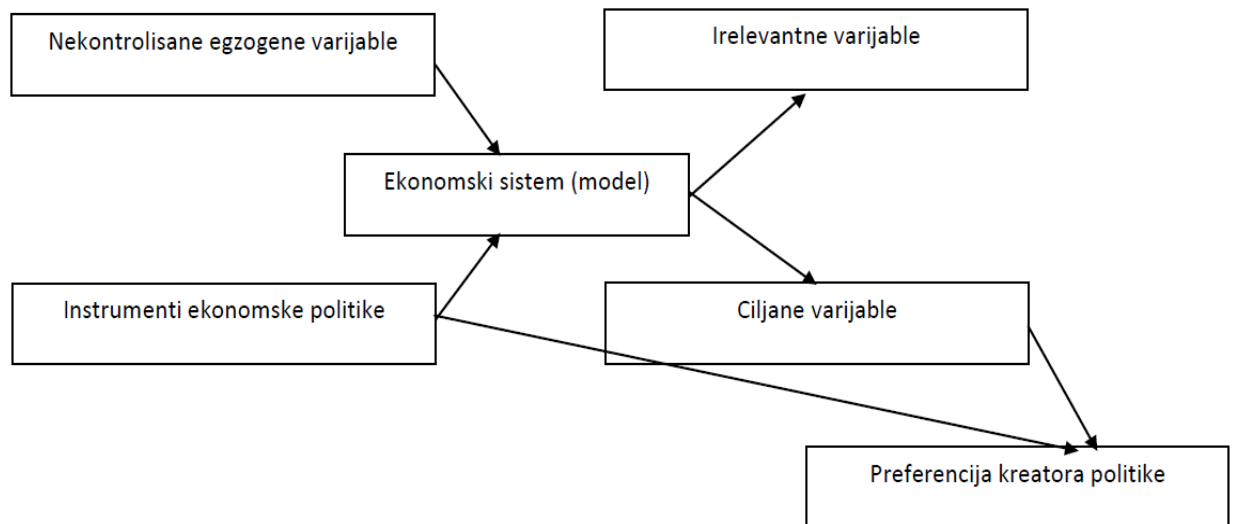 Nekontrolisane egzogene varijable
Irelevantne varijable
Ekonomski sistem (model)
Instrumenti ekonomske politike
Ciljane varijable
Preferencija kreatora politike